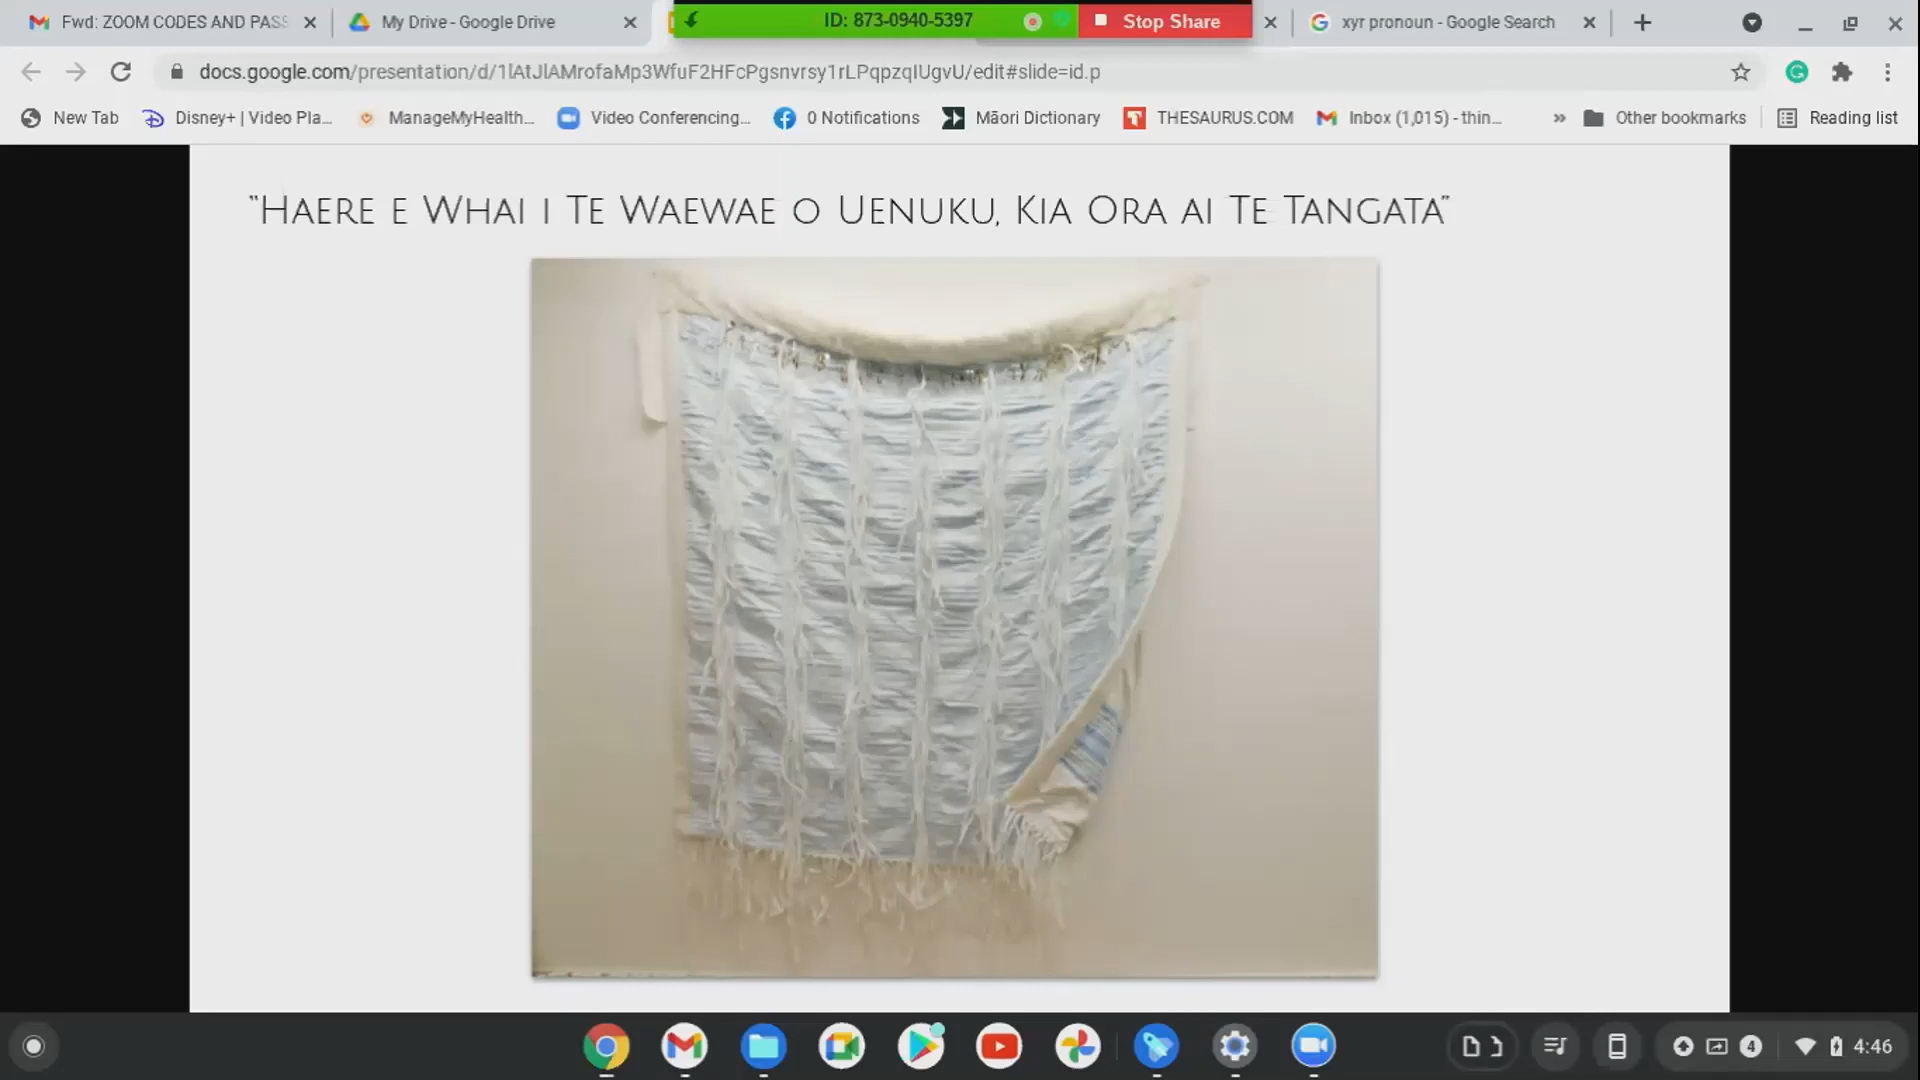 Fwd: ZOOM CODES AND PASS
My Drive - Google Drive
ID: 873-0940-5397
Stop Share
xyr pronoun - Google Search
docs.google.com/presentation/d/1lAtJlAMrofaMp3WfuF2HFcPgsnvrsy1rLPqpzqIUgvU/edit#slide=id.p
New Tab
Disney+ | Video Pla...
ManageMyHealth...
Video Conferencing...
0 Notifications
Māori Dictionary
THESAURUS.COM
Inbox (1,015) - thin...
Other bookmarks
Reading list
"HAERE E WHAI I TE WAEWAE O UENUKU, KIA ORA AI TE TANGATA"
4
4:46